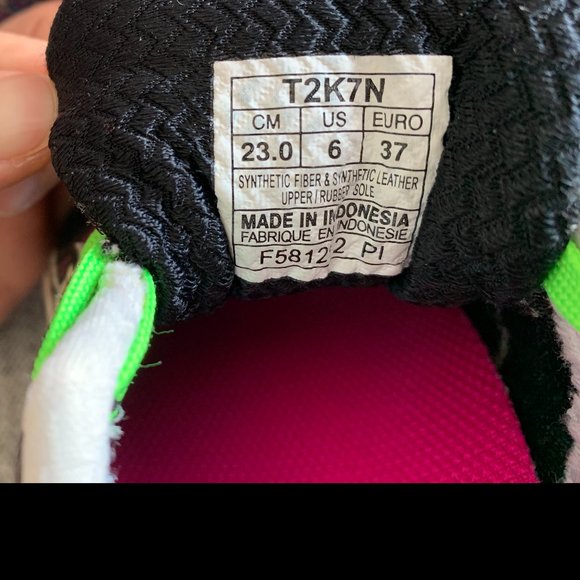 T2K7N
CM US EURO
23.0 6 37
SYNTHETIC FIBER & SYNTHETIC LEATHER
UPPER / RUBBER SOLE
MADE IN INDONESIA
FABRIQUE EN INDONESIE
F58122 PI